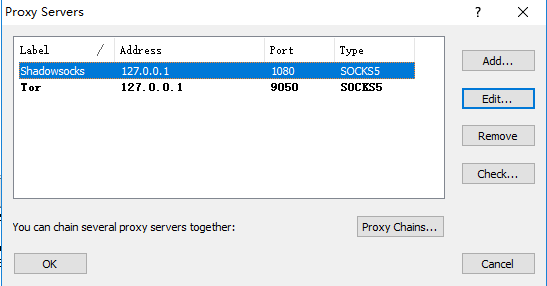 Proxy Servers
Label / Address Port Type
Shadowsocks 127.0.0.1 1080 SOCKS5
Tor 127.0.0.1 9050 SOCKS5
Add...
Edit...
Remove
Check...
You can chain several proxy servers together: Proxy Chains...
OK Cancel